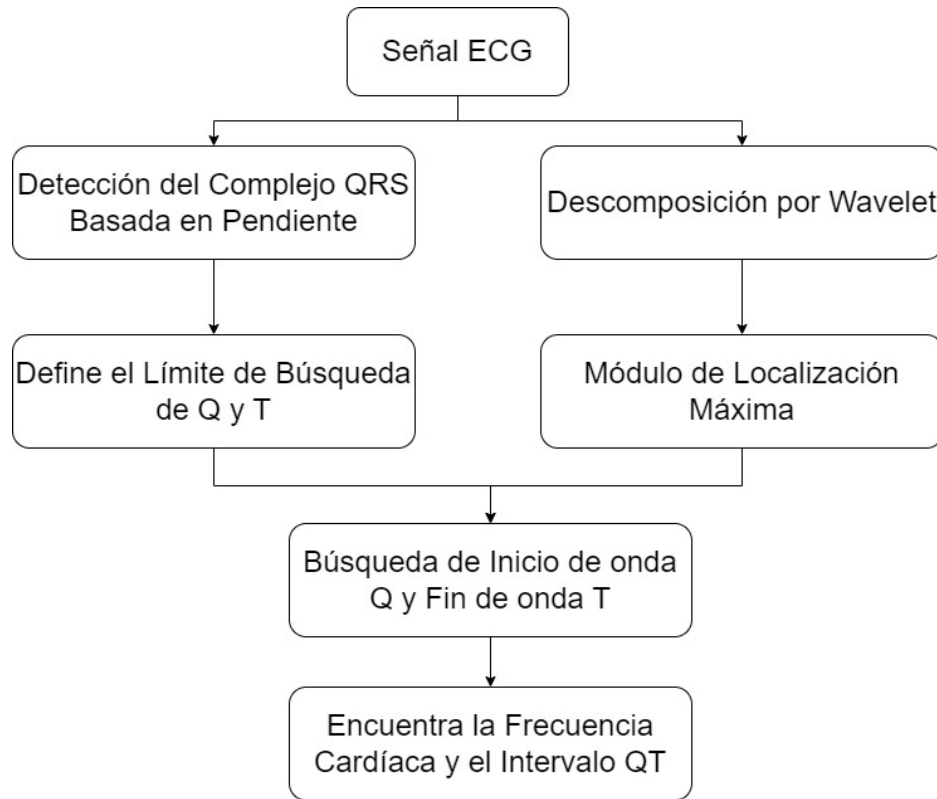 Señal ECG
Detección del Complejo QRS
Basada en Pendiente
Descomposición por Wavelet
Define el Límite de Búsqueda
de Q y T
Módulo de Localización
Máxima
Búsqueda de Inicio de onda
Q y Fin de onda T
Encuentra la Frecuencia
Cardíaca y el Intervalo QT